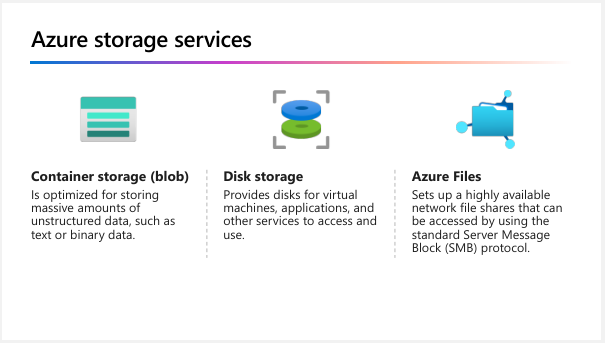 Azure storage services
Container storage (blob)
Is optimized for storing
massive amounts of
unstructured data, such as
text or binary data.
Disk storage
Provides disks for virtual
machines, applications, and
other services to access and
use.
Azure Files
Sets up a highly available
network file shares that can
be accessed by using the
standard Server Message
Block (SMB) protocol.